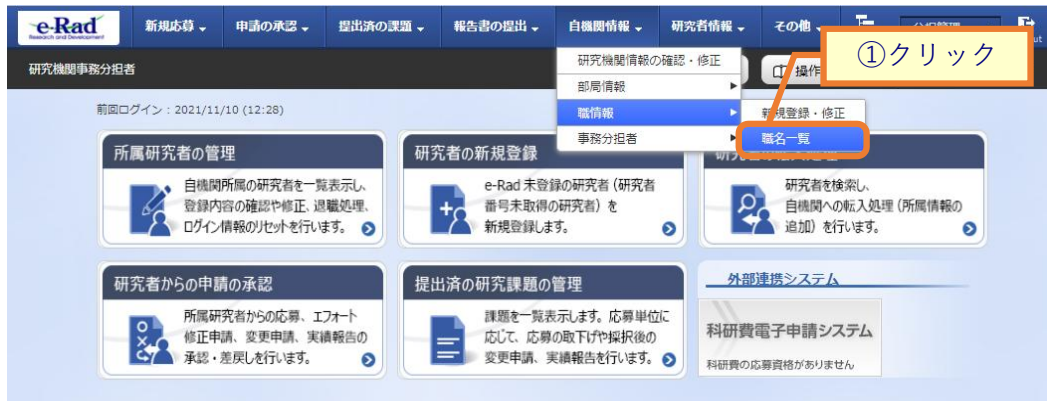 e-Rad
Research and Development
新規応募
申請の承認
提出済の課題
報告書の提出
自機関情報
研究者情報
その他
研究機関事務分担者
研究機関情報の確認・修正
部局情報
職情報
事務分担者
新規登録・修正
職名一覧
①クリック
前回ログイン：2021/11/10 (12:28)
所属研究者の管理
自機関所属の研究者を一覧表示し、
登録内容の確認や修正、退職処理、
ログイン情報のリセットを行います。
研究者の新規登録
e-Rad 未登録の研究者 (研究者
番号未取得の研究者) を
新規登録します。
研究者を検索し、
自機関への転入処理 (所属情報の
追加) を行います。
研究者からの申請の承認
所属研究者からの応募、エフォート
修正申請、変更申請、実績報告の
承認・差戻しを行います。
提出済の研究課題の管理
課題を一覧表示します。応募単位に
応じて、応募の取下げや採択後の
変更申請、実績報告を行います。
外部連携システム
科研費電子申請システム
科研費の応募資格がありません